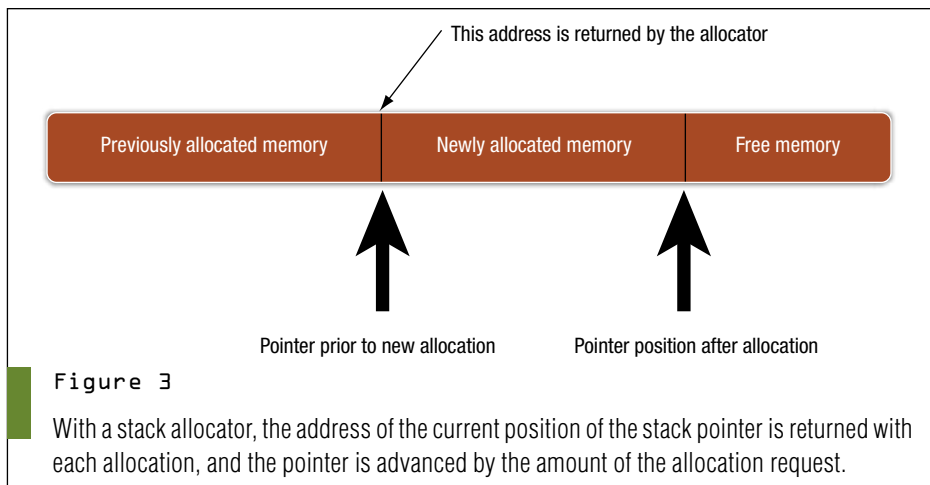 This address is returned by the allocator
Previously allocated memory
Newly allocated memory
Free memory
Pointer prior to new allocation
Pointer position after allocation
Figure 3
With a stack allocator, the address of the current position of the stack pointer is returned with
each allocation, and the pointer is advanced by the amount of the allocation request.